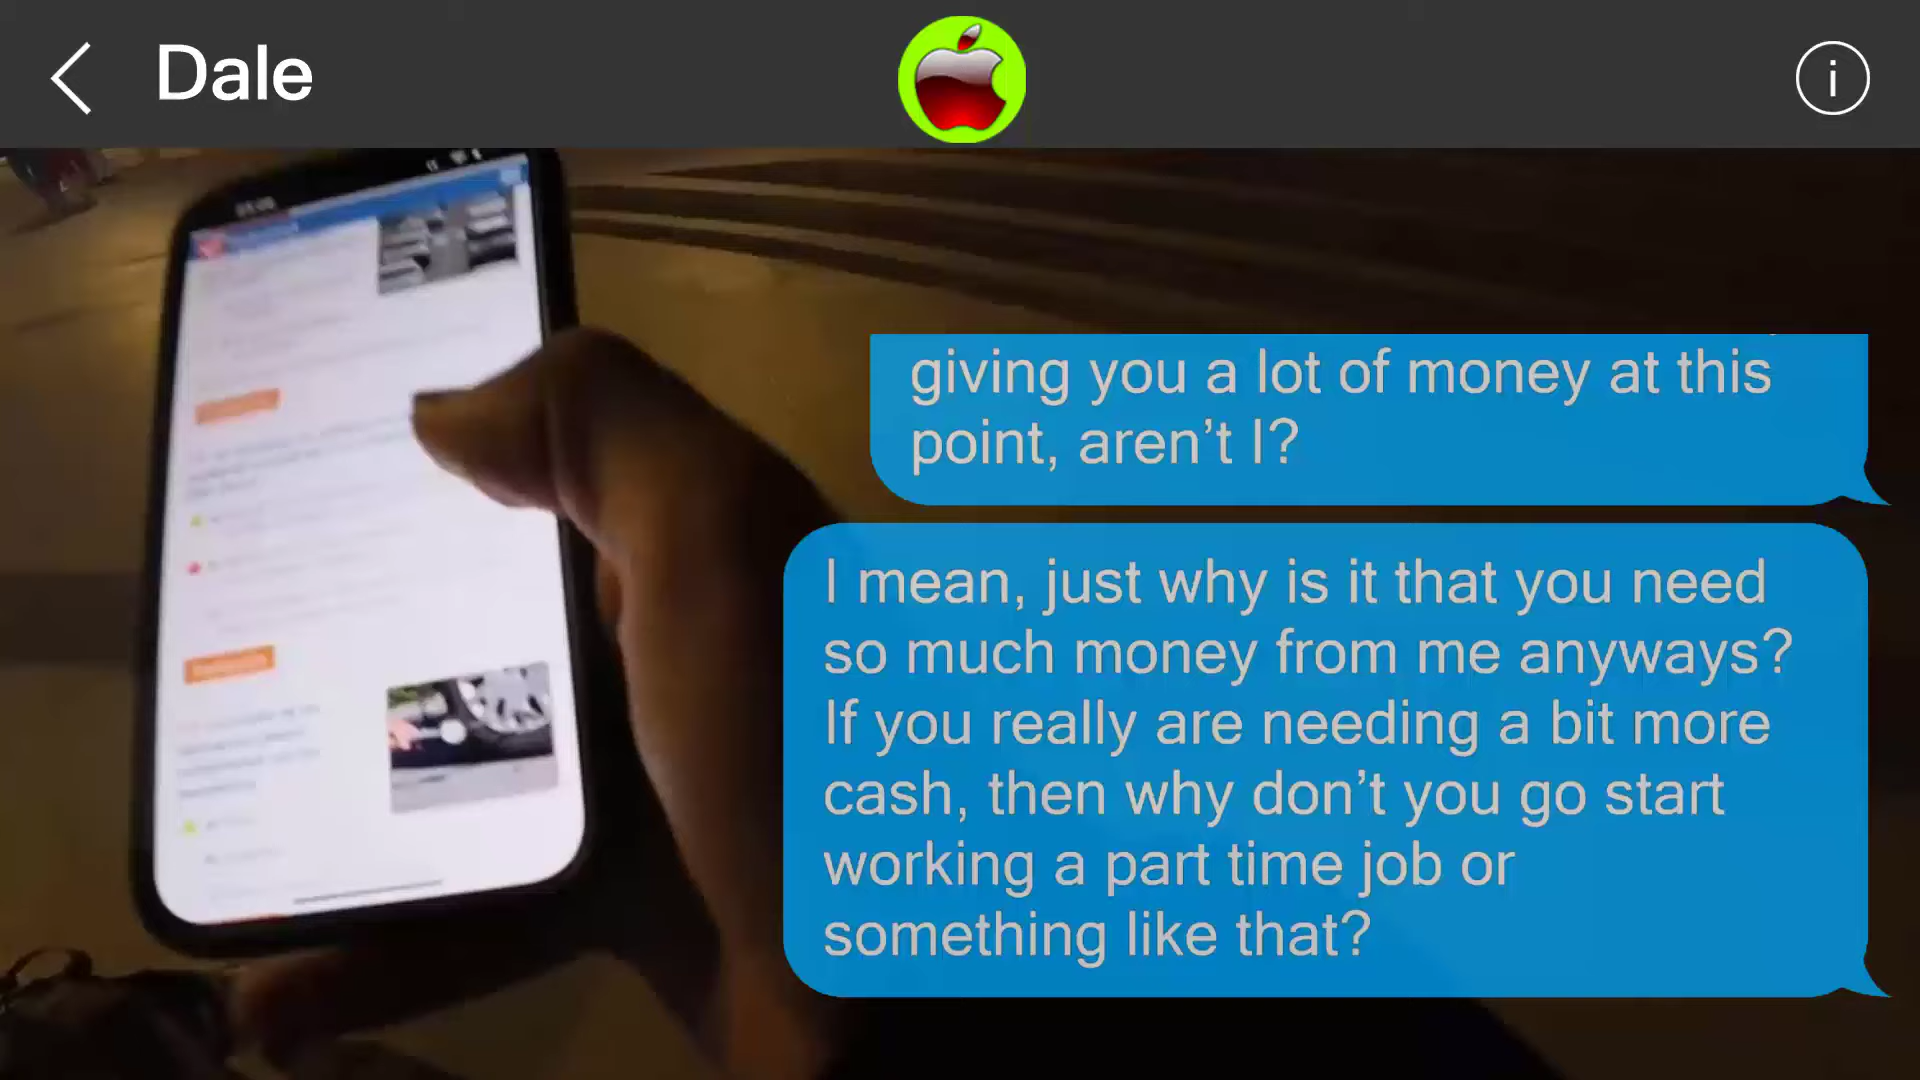 Dale
giving you a lot of money at this
point, aren’t I?
I mean, just why is it that you need
so much money from me anyways?
If you really are needing a bit more
cash, then why don’t you go start
working a part time job or
something like that?